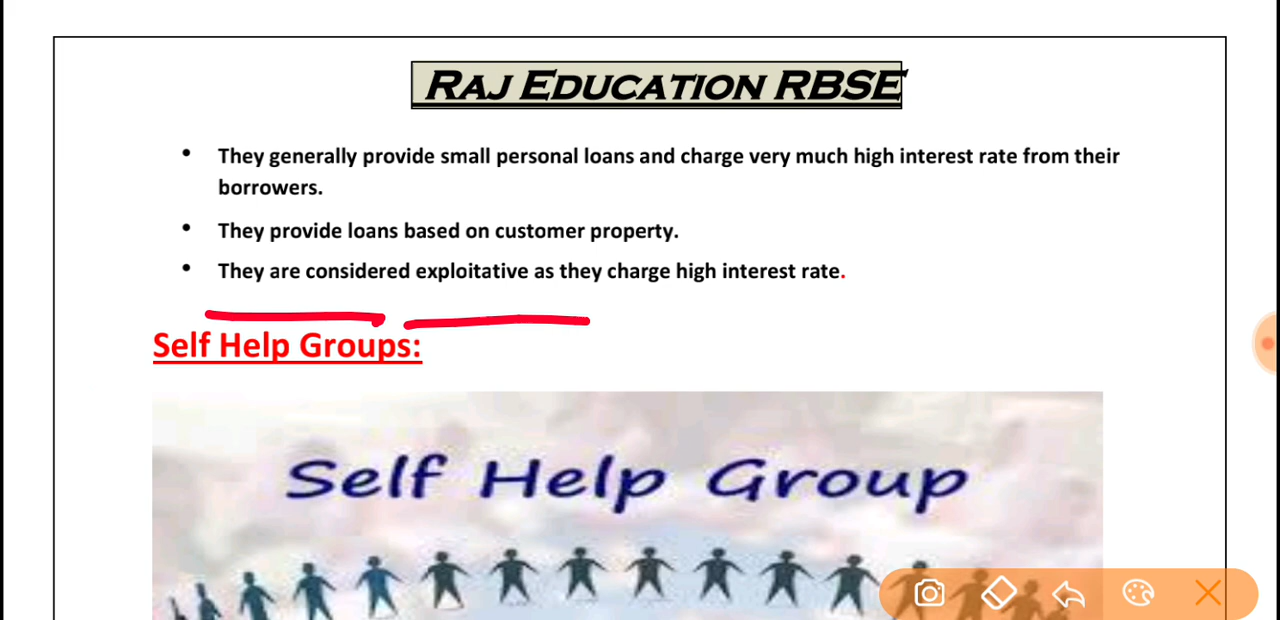 RAJ EDUCATION RBSE
• They generally provide small personal loans and charge very much high interest rate from their
borrowers.
• They provide loans based on customer property.
• They are considered exploitative as they charge high interest rate.
Self Help Groups:
Self Help Group